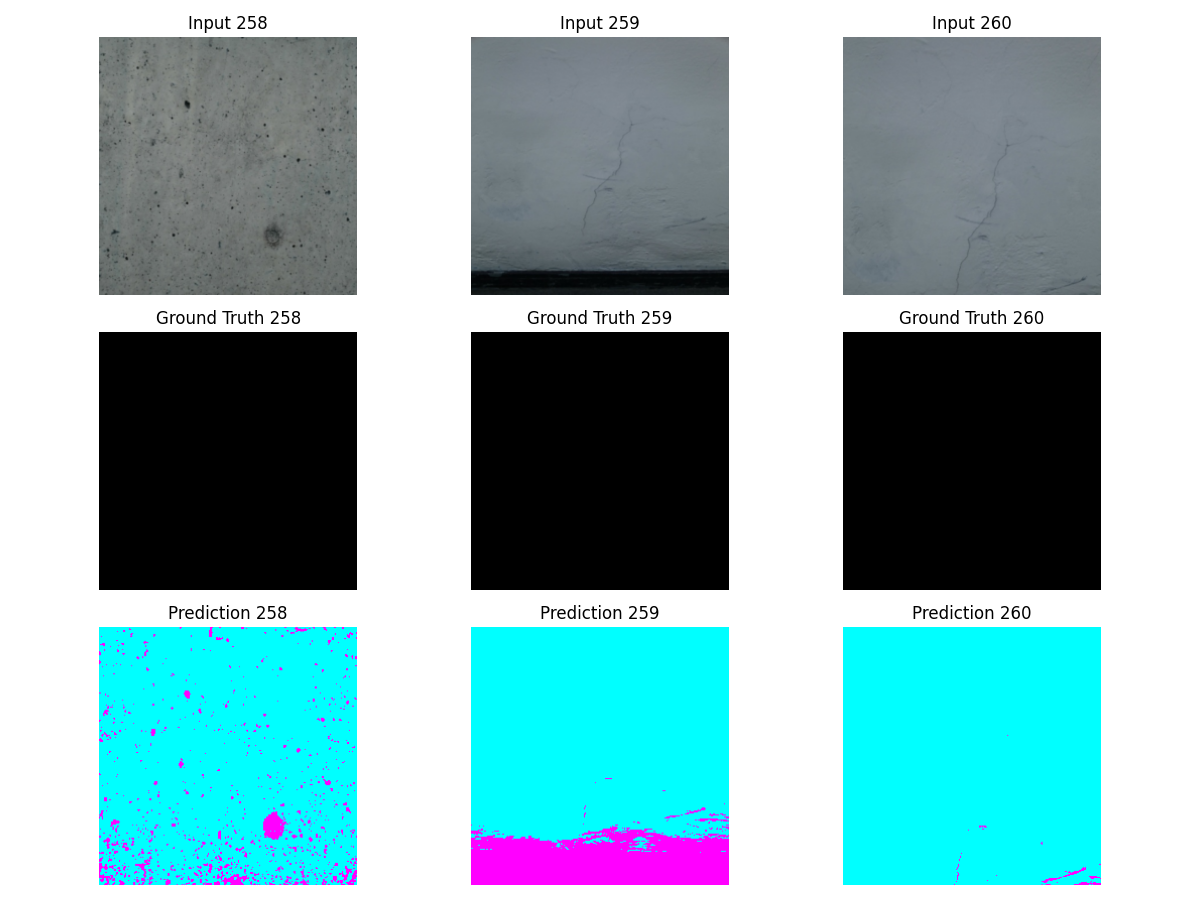 Input 258
Input 259
Input 260
Ground Truth 258
Ground Truth 259
Ground Truth 260
Prediction 258
Prediction 259
Prediction 260